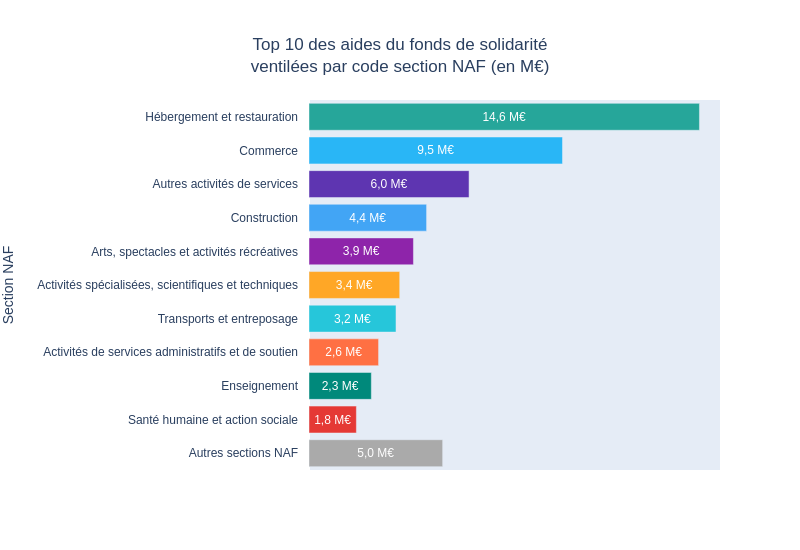 Top 10 des aides du fonds de solidarité
ventilées par code section NAF (en M€)
Section NAF
Hébergement et restauration 14,6 M€
Commerce 9,5 M€
Autres activités de services 6,0 M€
Construction 4,4 M€
Arts, spectacles et activités récréatives 3,9 M€
Activités spécialisées, scientifiques et techniques 3,4 M€
Transports et entreposage 3,2 M€
Activités de services administratifs et de soutien 2,6 M€
Enseignement 2,3 M€
Santé humaine et action sociale 1,8 M€
Autres sections NAF 5,0 M€